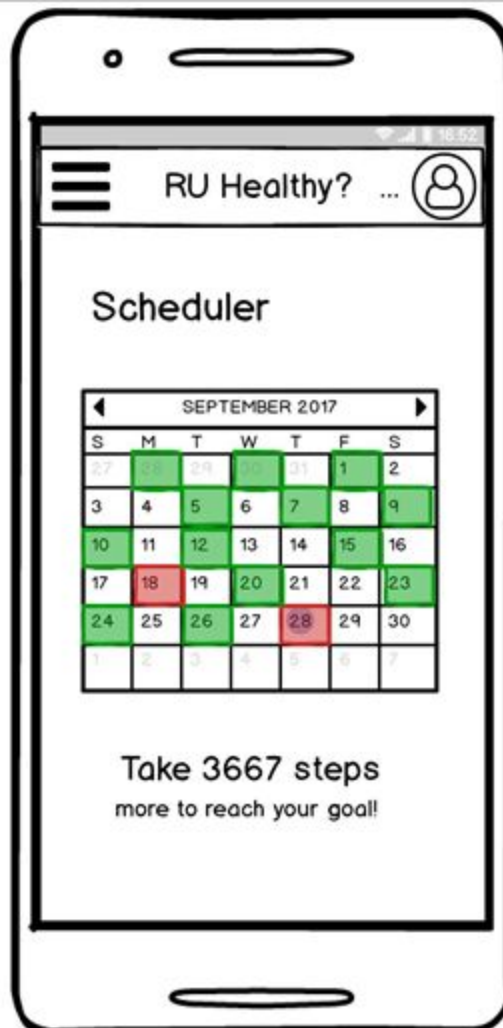 16:52
RU Healthy? ...
Scheduler
SEPTEMBER 2017
S M T W T F S
27 28 29 30 31 1 2
3 4 5 6 7 8 9
10 11 12 13 14 15 16
17 18 19 20 21 22 23
24 25 26 27 28 29 30
1 2 3 4 5 6 7
Take 3667 steps
more to reach your goal!